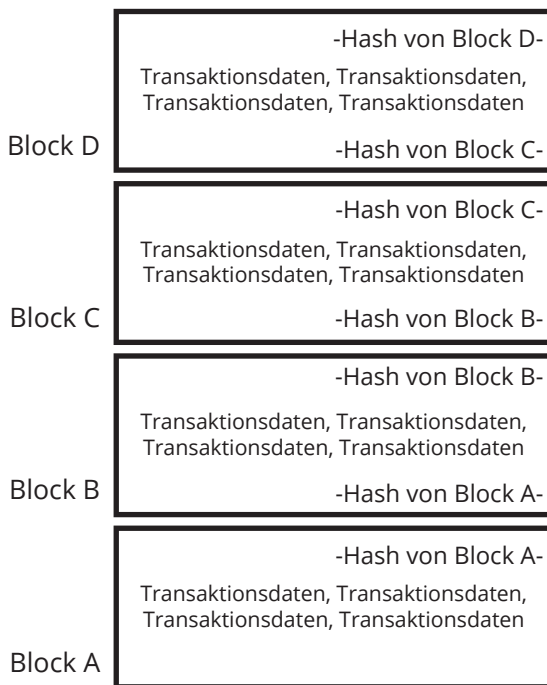 -Hash von Block D-
Transaktionsdaten, Transaktionsdaten,
Transaktionsdaten, Transaktionsdaten
Block D
-Hash von Block C-
-Hash von Block C-
Transaktionsdaten, Transaktionsdaten,
Transaktionsdaten, Transaktionsdaten
Block C
-Hash von Block B-
-Hash von Block B-
Transaktionsdaten, Transaktionsdaten,
Transaktionsdaten, Transaktionsdaten
Block B
-Hash von Block A-
-Hash von Block A-
Transaktionsdaten, Transaktionsdaten,
Transaktionsdaten, Transaktionsdaten
Block A